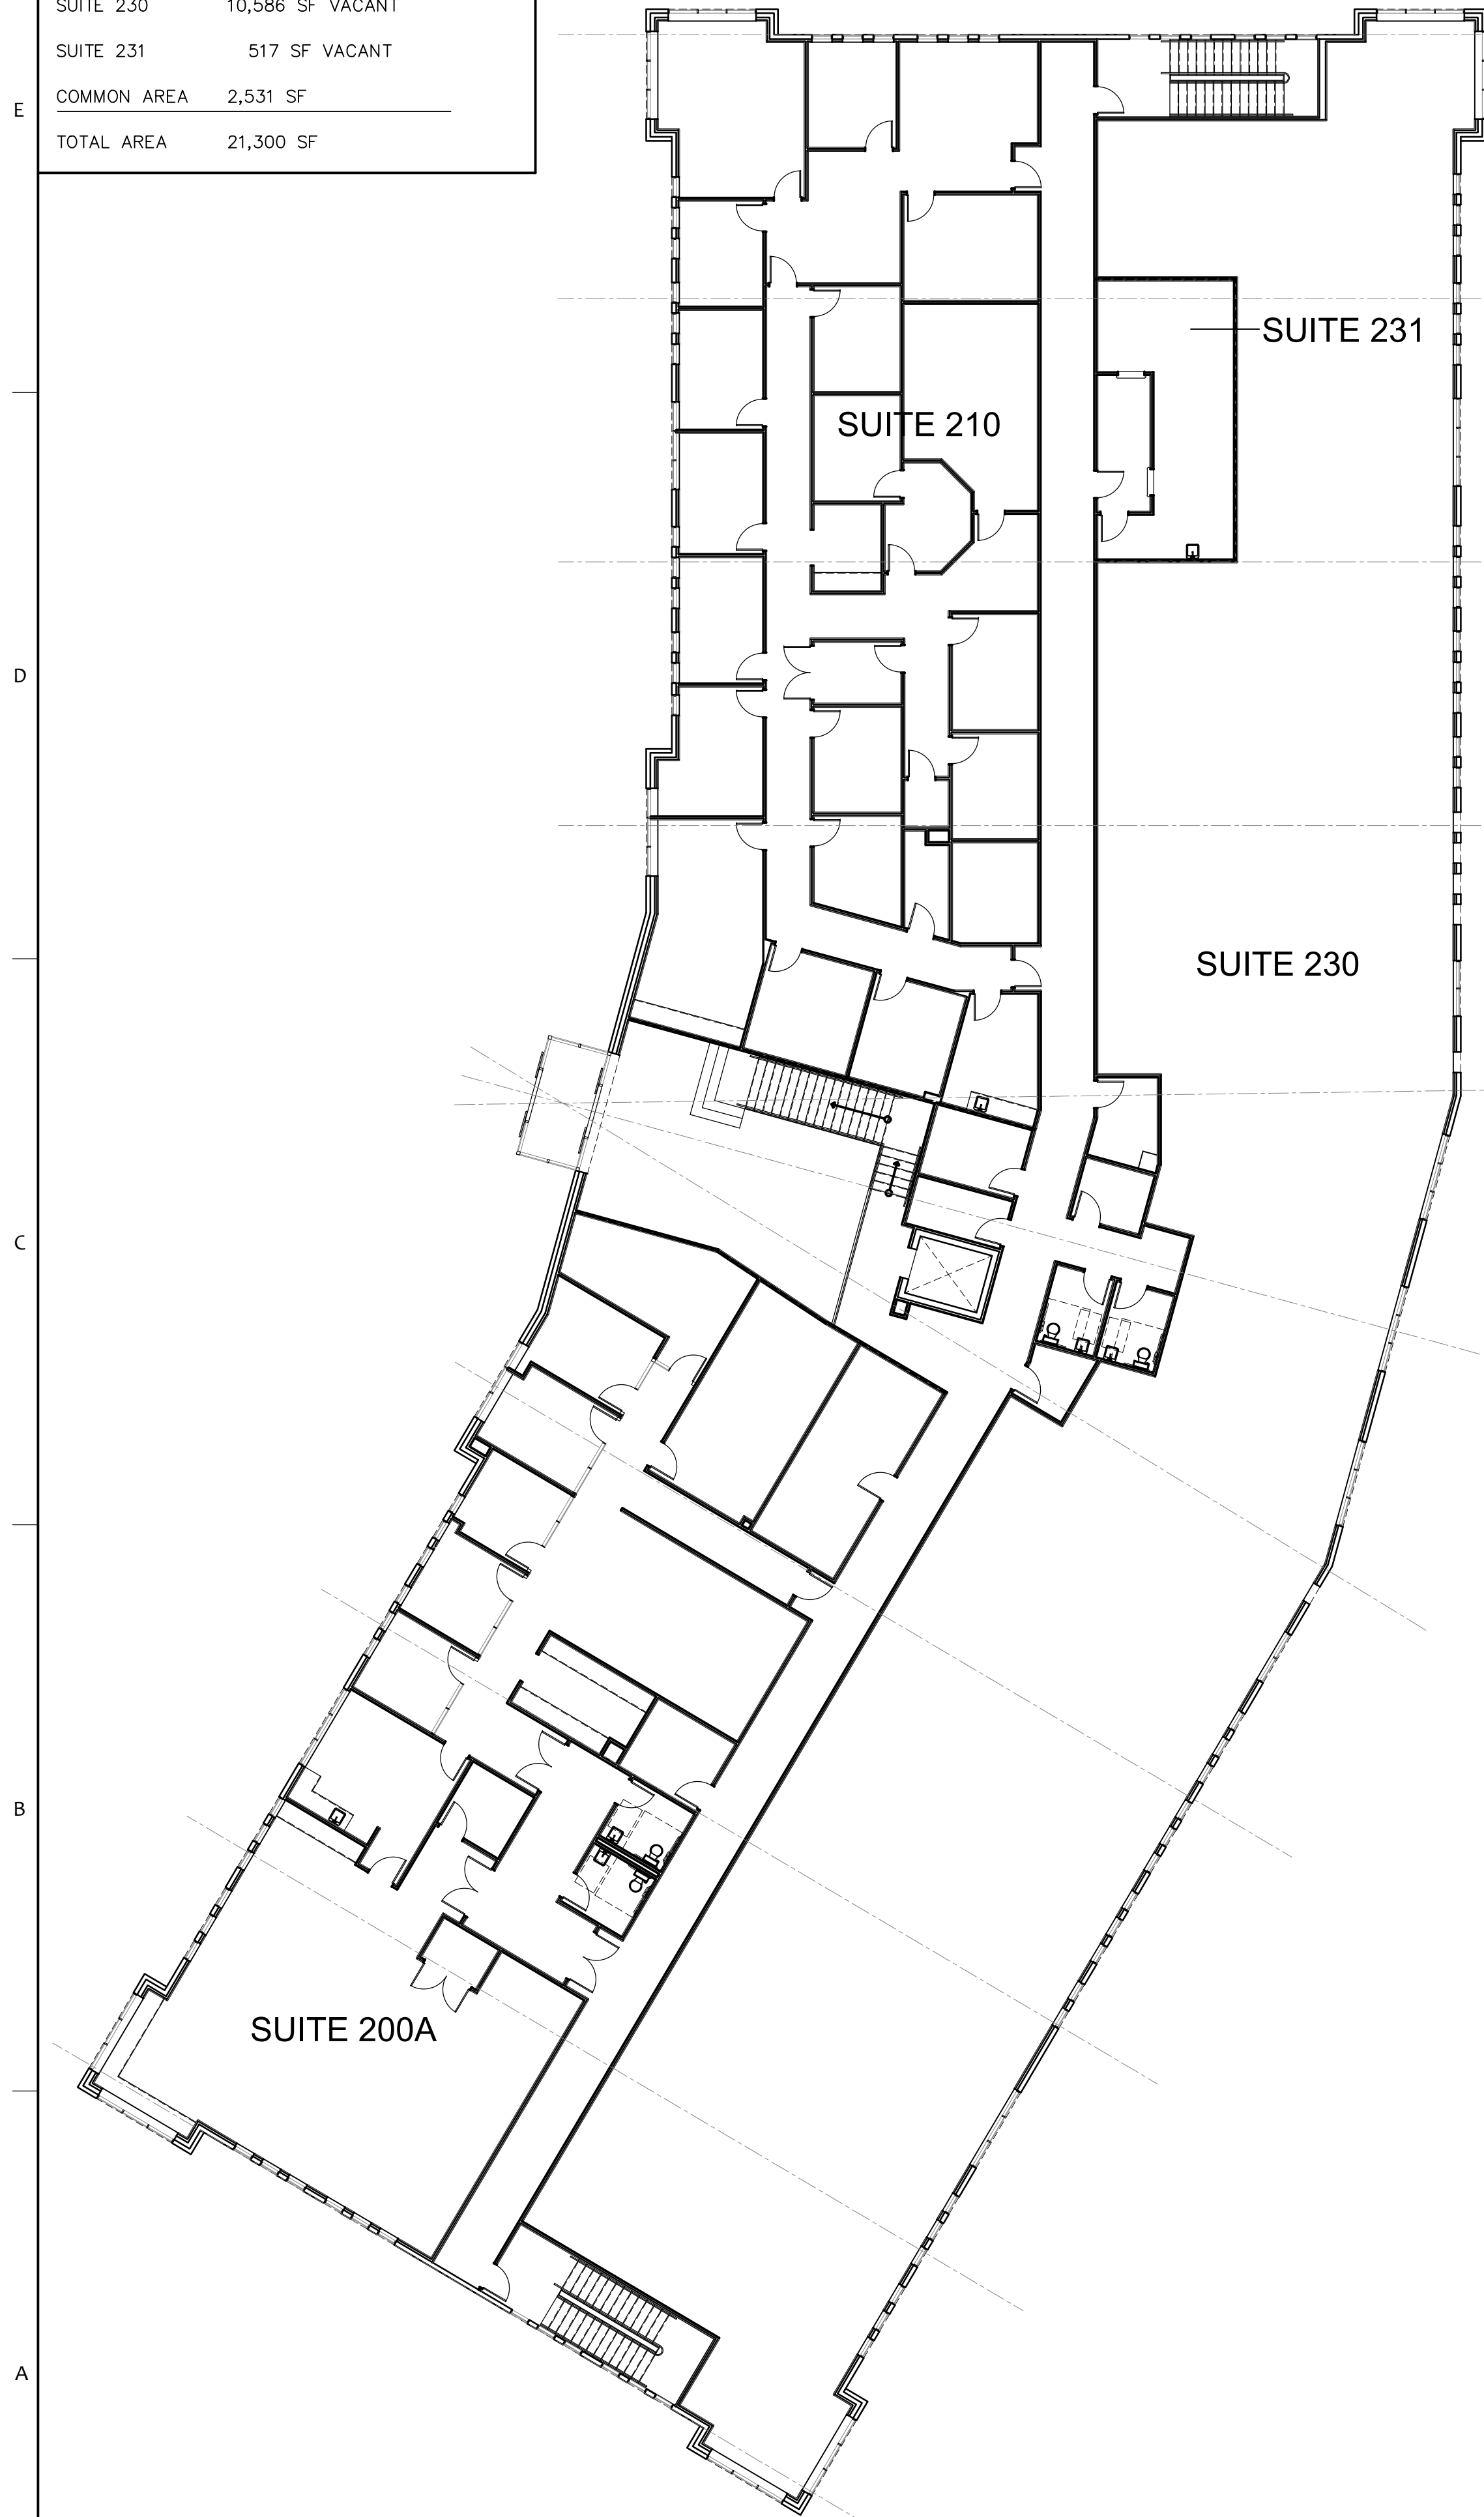 SUITE 230 10,586 SF VACANT
SUITE 231 517 SF VACANT
COMMON AREA 2,531 SF
TOTAL AREA 21,300 SF
E
SUITE 231
SUITE 210
D
SUITE 230
C
B
SUITE 200A
A